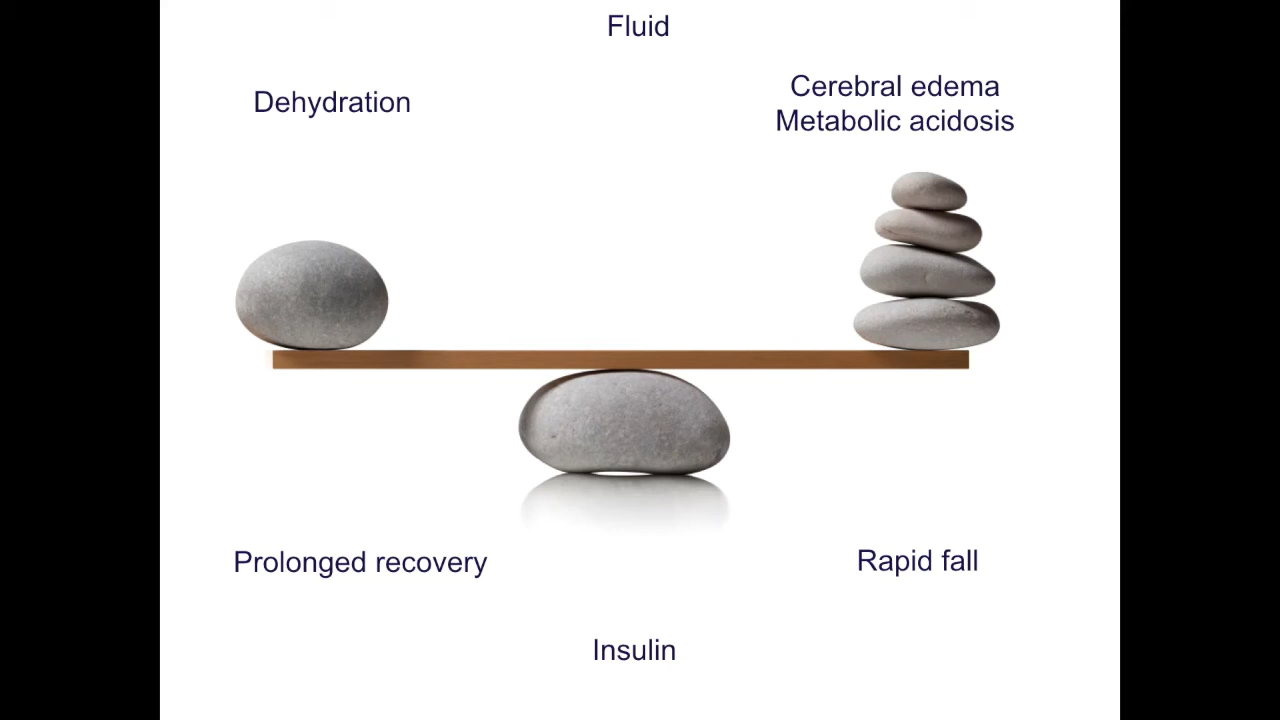 Fluid
Dehydration
Cerebral edema
Metabolic acidosis
Prolonged recovery
Rapid fall
Insulin